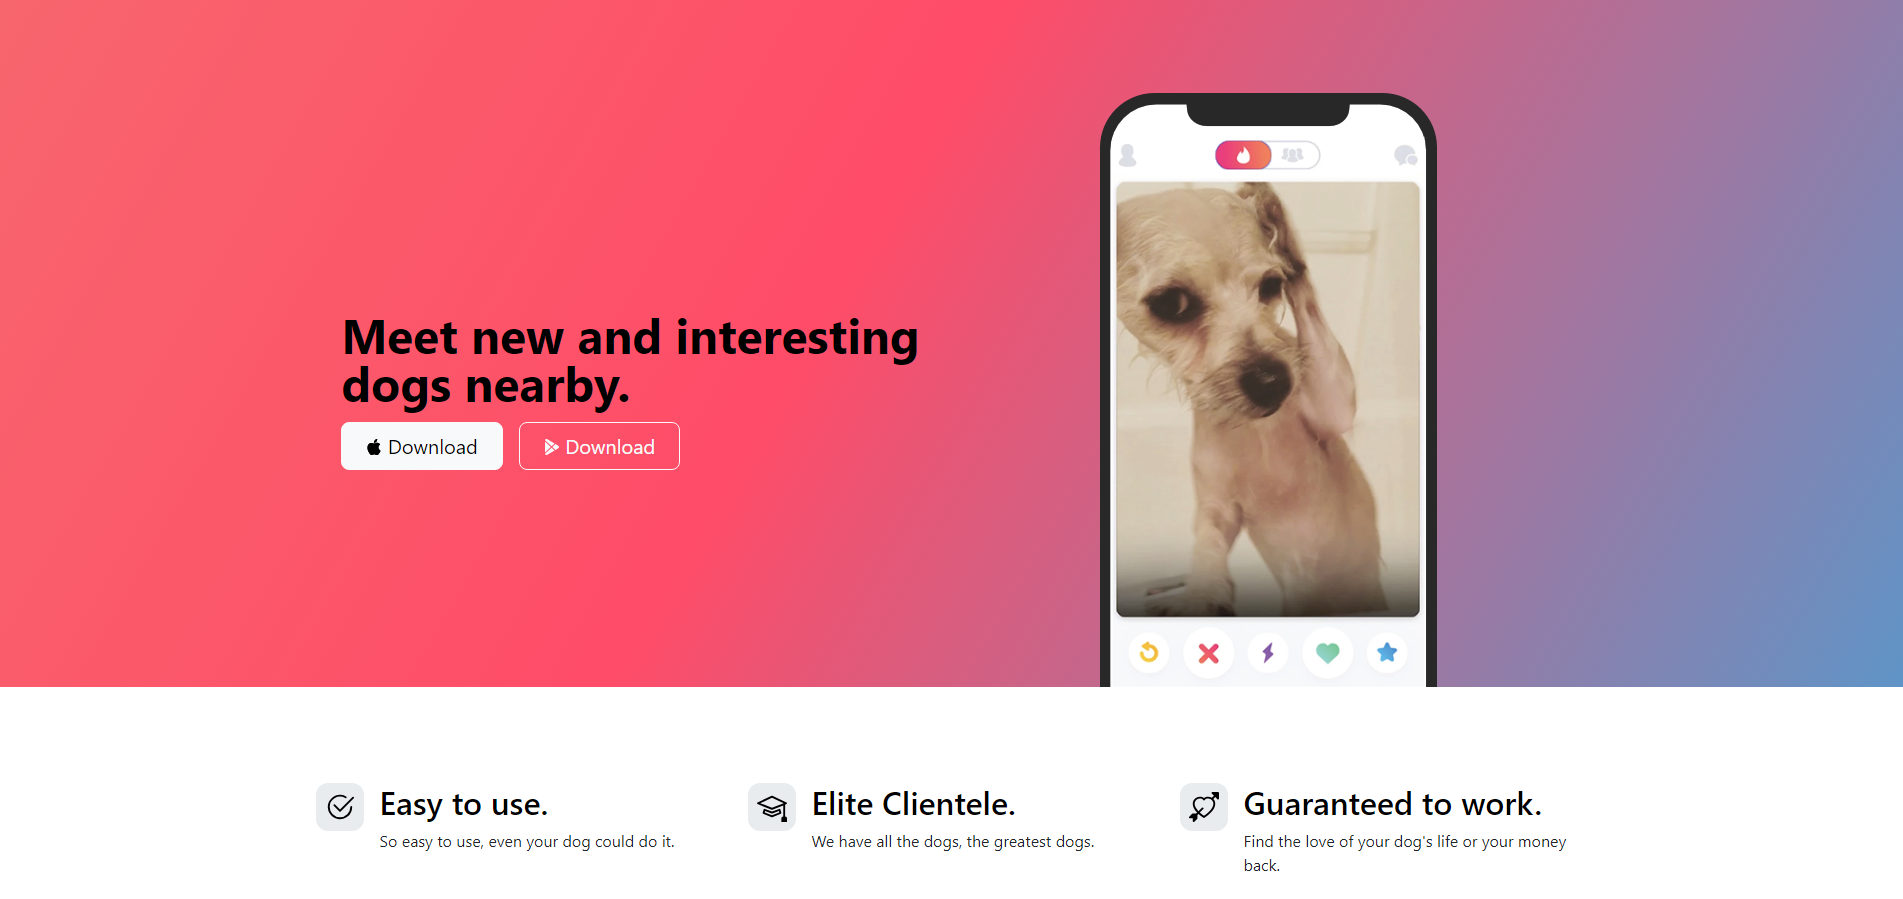 Meet new and interesting
dogs nearby.
Download
Download
Easy to use.
So easy to use, even your dog could do it.
Elite Clientele.
We have all the dogs, the greatest dogs.
Guaranteed to work.
Find the love of your dog's life or your money
back.